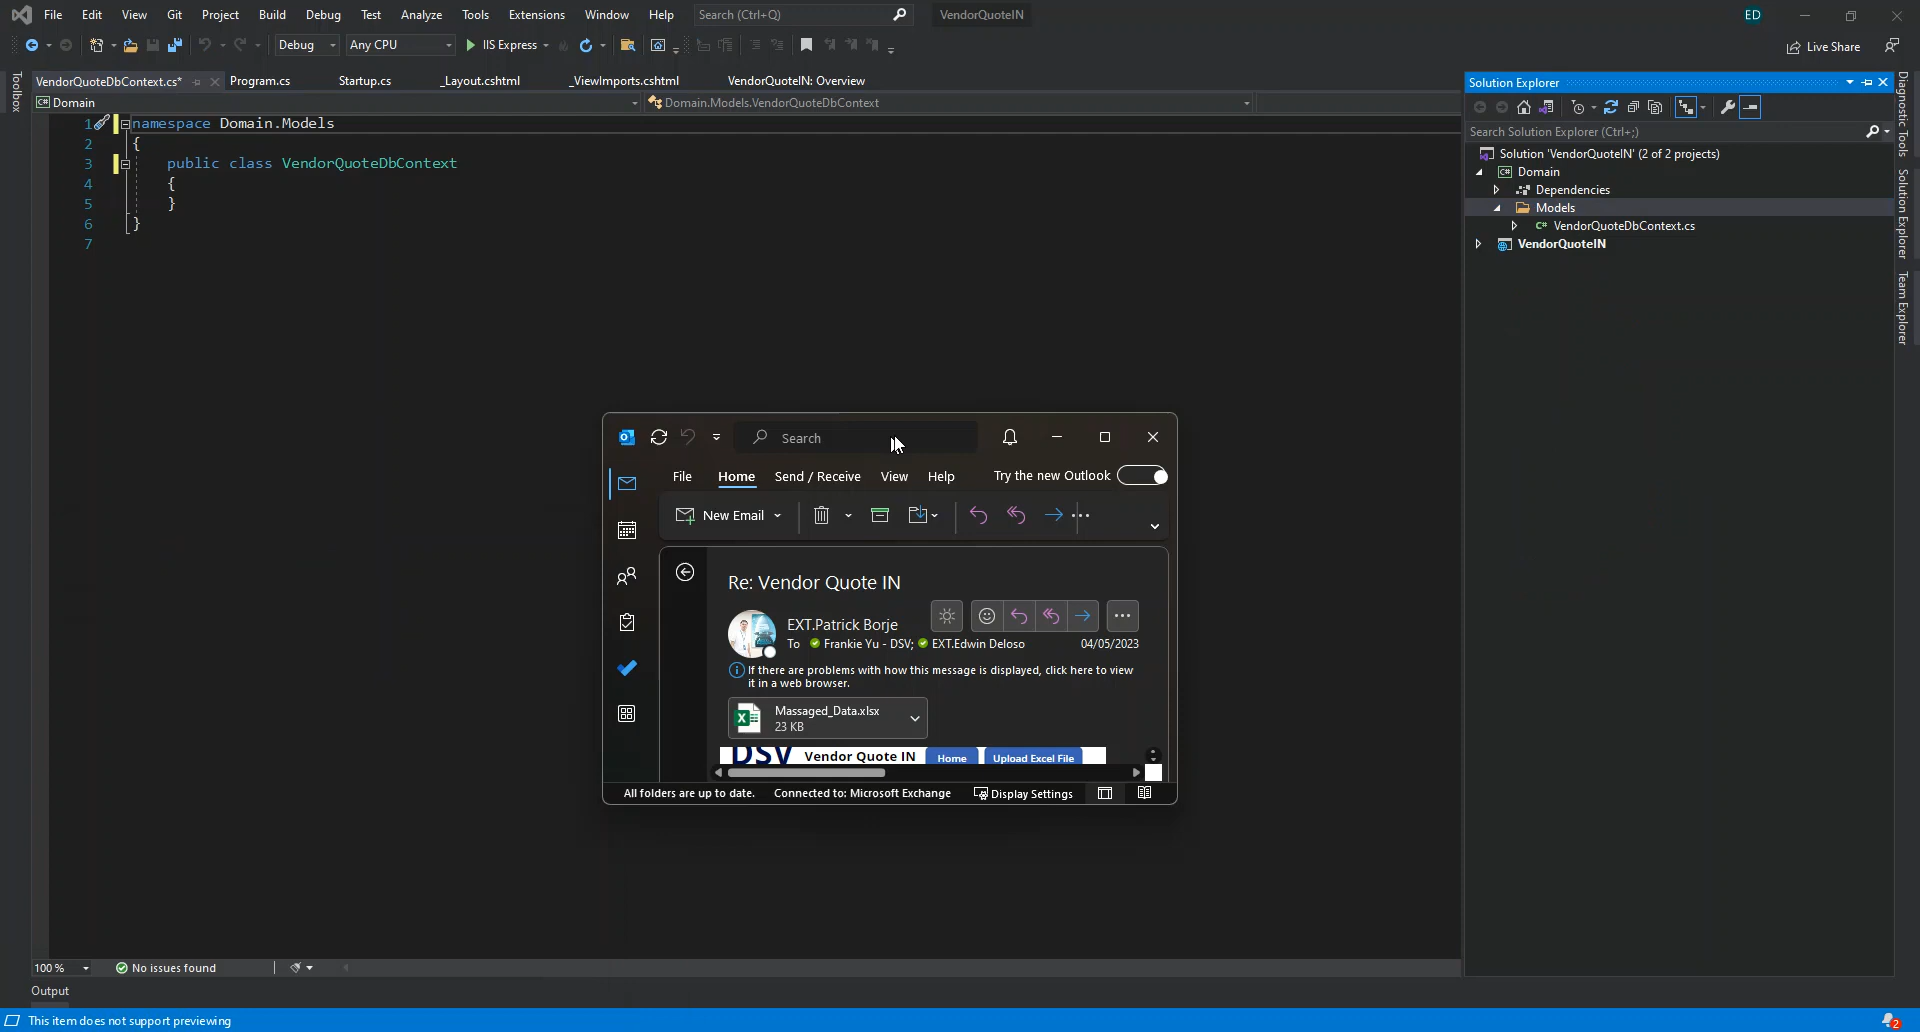 File Edit View Git Project Build Debug Test Analyze Tools Extensions Window Help Search (Ctrl+Q) VendorQuoteIN ED
Debug Any CPU IIS Express Live Share
VendorQuoteDbContext.cs* Program.cs Startup.cs _Layout.cshtml _ViewImports.cshtml VendorQuoteIN: Overview
Domain Domain.Models.VendorQuoteDbContext
Toolbox
1 namespace Domain.Models
2 {
3 public class VendorQuoteDbContext
4 {
5 }
6 }
7
Solution Explorer
Search Solution Explorer (Ctrl+;)
Solution 'VendorQuoteIN' (2 of 2 projects)
Domain
Dependencies
Models
VendorQuoteDbContext.cs
VendorQuoteIN
Diagnostic Tools
Solution Explorer
Team Explorer
Search
File Home Send / Receive View Help Try the new Outlook
New Email
Re: Vendor Quote IN
EXT.Patrick Borje
To Frankie Yu - DSV; EXT.Edwin Deloso 04/05/2023
If there are problems with how this message is displayed, click here to view
it in a web browser.
Massaged_Data.xlsx
23 KB
DSV Vendor Quote IN Home Upload Excel File
All folders are up to date. Connected to: Microsoft Exchange Display Settings
100 % No issues found
Output
This item does not support previewing 2